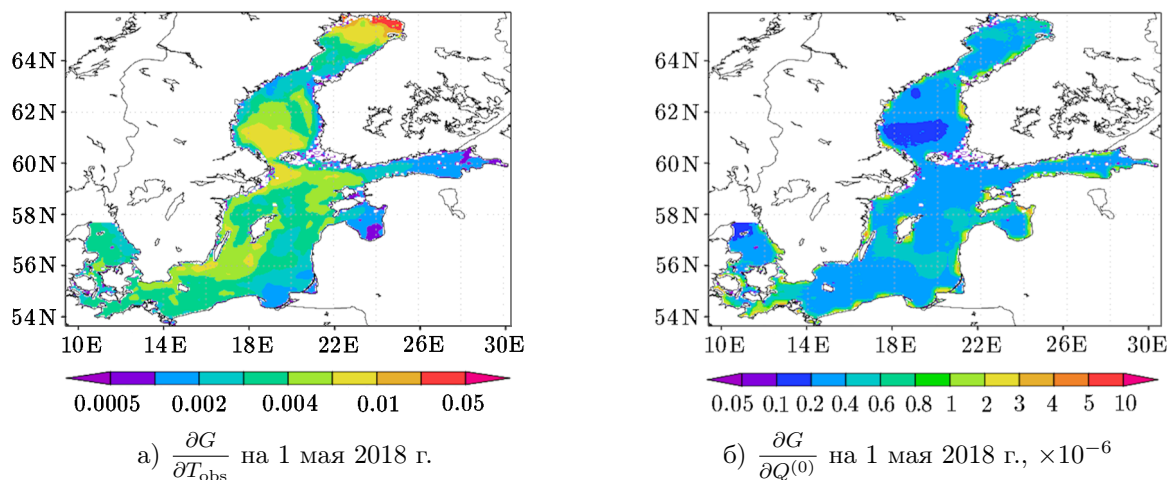 64N
62N
60N
58N
56N
54N
10E 14E 18E 22E 26E 30E
0.0005 0.002 0.004 0.01 0.05
а) ∂G/∂T_obs на 1 мая 2018 г.
64N
62N
60N
58N
56N
54N
10E 14E 18E 22E 26E 30E
0.05 0.1 0.2 0.4 0.6 0.8 1 2 3 4 5 10
б) ∂G/∂Q^(0) на 1 мая 2018 г., ×10^−6